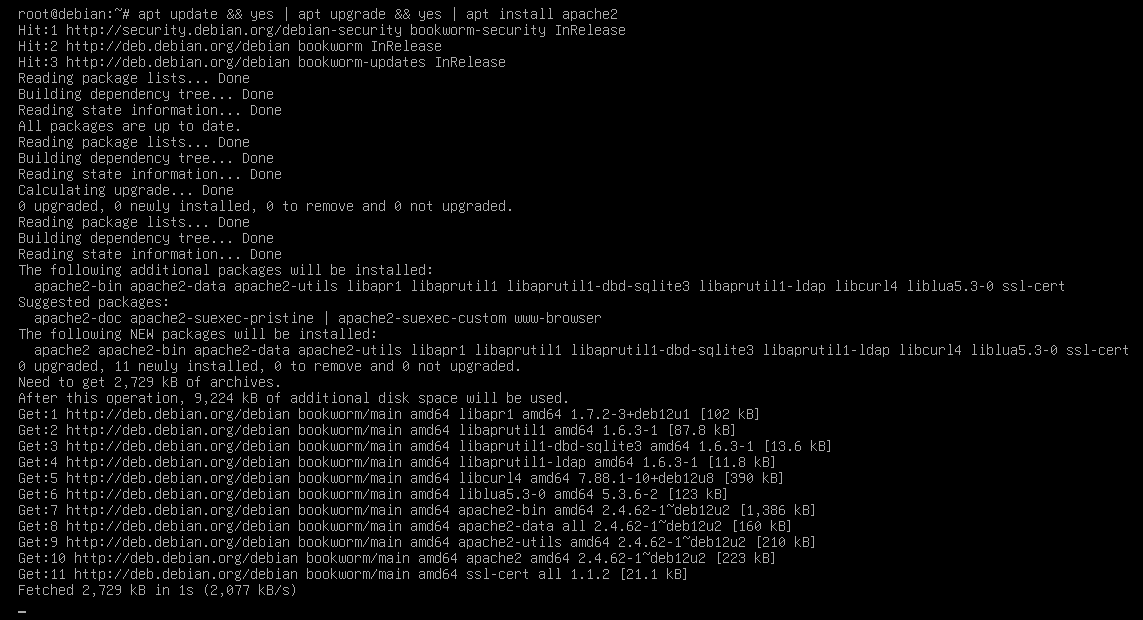 root@debian:~# apt update && yes | apt upgrade && yes | apt install apache2
Hit:1 http://security.debian.org/debian-security bookworm-security InRelease
Hit:2 http://deb.debian.org/debian bookworm InRelease
Hit:3 http://deb.debian.org/debian bookworm-updates InRelease
Reading package lists... Done
Building dependency tree... Done
Reading state information... Done
All packages are up to date.
Reading package lists... Done
Building dependency tree... Done
Reading state information... Done
Calculating upgrade... Done
0 upgraded, 0 newly installed, 0 to remove and 0 not upgraded.
Reading package lists... Done
Building dependency tree... Done
Reading state information... Done
The following additional packages will be installed:
  apache2-bin apache2-data apache2-utils libapr1 libaprutil1 libaprutil1-dbd-sqlite3 libaprutil1-ldap libcurl4 liblua5.3-0 ssl-cert
Suggested packages:
  apache2-doc apache2-suexec-pristine | apache2-suexec-custom www-browser
The following NEW packages will be installed:
  apache2 apache2-bin apache2-data apache2-utils libapr1 libaprutil1 libaprutil1-dbd-sqlite3 libaprutil1-ldap libcurl4 liblua5.3-0 ssl-cert
0 upgraded, 11 newly installed, 0 to remove and 0 not upgraded.
Need to get 2,729 kB of archives.
After this operation, 9,224 kB of additional disk space will be used.
Get:1 http://deb.debian.org/debian bookworm/main amd64 libapr1 amd64 1.7.2-3+deb12u1 [102 kB]
Get:2 http://deb.debian.org/debian bookworm/main amd64 libaprutil1 amd64 1.6.3-1 [87.8 kB]
Get:3 http://deb.debian.org/debian bookworm/main amd64 libaprutil1-dbd-sqlite3 amd64 1.6.3-1 [13.6 kB]
Get:4 http://deb.debian.org/debian bookworm/main amd64 libaprutil1-ldap amd64 1.6.3-1 [11.8 kB]
Get:5 http://deb.debian.org/debian bookworm/main amd64 libcurl4 amd64 7.88.1-10+deb12u8 [390 kB]
Get:6 http://deb.debian.org/debian bookworm/main amd64 liblua5.3-0 amd64 5.3.6-2 [123 kB]
Get:7 http://deb.debian.org/debian bookworm/main amd64 apache2-bin amd64 2.4.62-1~deb12u2 [1,386 kB]
Get:8 http://deb.debian.org/debian bookworm/main amd64 apache2-data all 2.4.62-1~deb12u2 [160 kB]
Get:9 http://deb.debian.org/debian bookworm/main amd64 apache2-utils amd64 2.4.62-1~deb12u2 [210 kB]
Get:10 http://deb.debian.org/debian bookworm/main amd64 apache2 amd64 2.4.62-1~deb12u2 [223 kB]
Get:11 http://deb.debian.org/debian bookworm/main amd64 ssl-cert all 1.1.2 [21.1 kB]
Fetched 2,729 kB in 1s (2,077 kB/s)